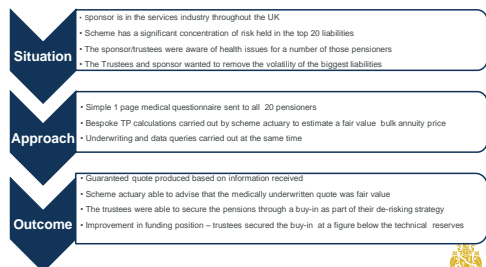 Situation
• Sponsor is in the services industry throughout the UK
• Scheme has a significant concentration of risk held in the top 20 liabilities
• The sponsor/trustees were aware of health issues for a number of those pensioners
• The Trustees and sponsor wanted to remove the volatility of the biggest liabilities
Approach
• Simple 1 page medical questionnaire sent to all 20 pensioners
• Bespoke TP calculations carried out by scheme actuary to estimate a fair value bulk annuity price
• Underwriting and data queries carried out at the same time
Outcome
• Guaranteed quote produced based on information received
• Scheme actuary able to advise that the medically underwritten quote was fair value
• The trustees were able to secure the pensions through a buy-in as part of their de-risking strategy
• Improvement in funding position – trustees secured the buy-in at a figure below the technical reserves